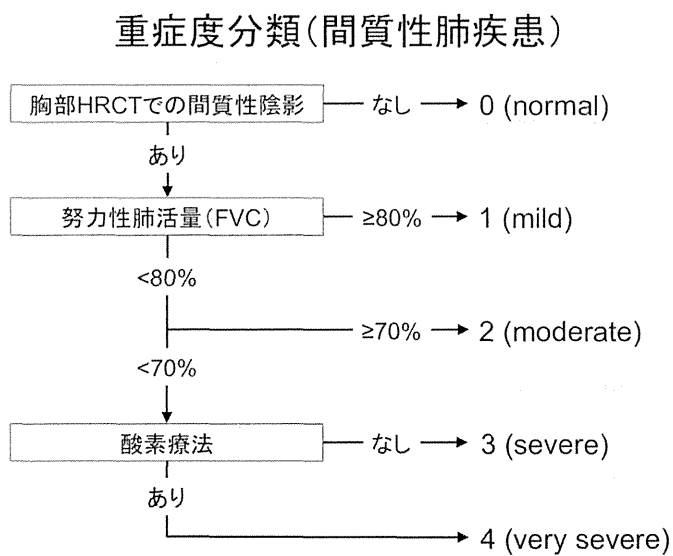 重症度分類(間質性肺疾患)
胸部HRCTでの間質性陰影 なし 0 (normal)
あり
努力性肺活量(FVC) ≥80% 1 (mild)
<80%
≥70% 2 (moderate)
<70%
酸素療法 なし 3 (severe)
あり
4 (very severe)